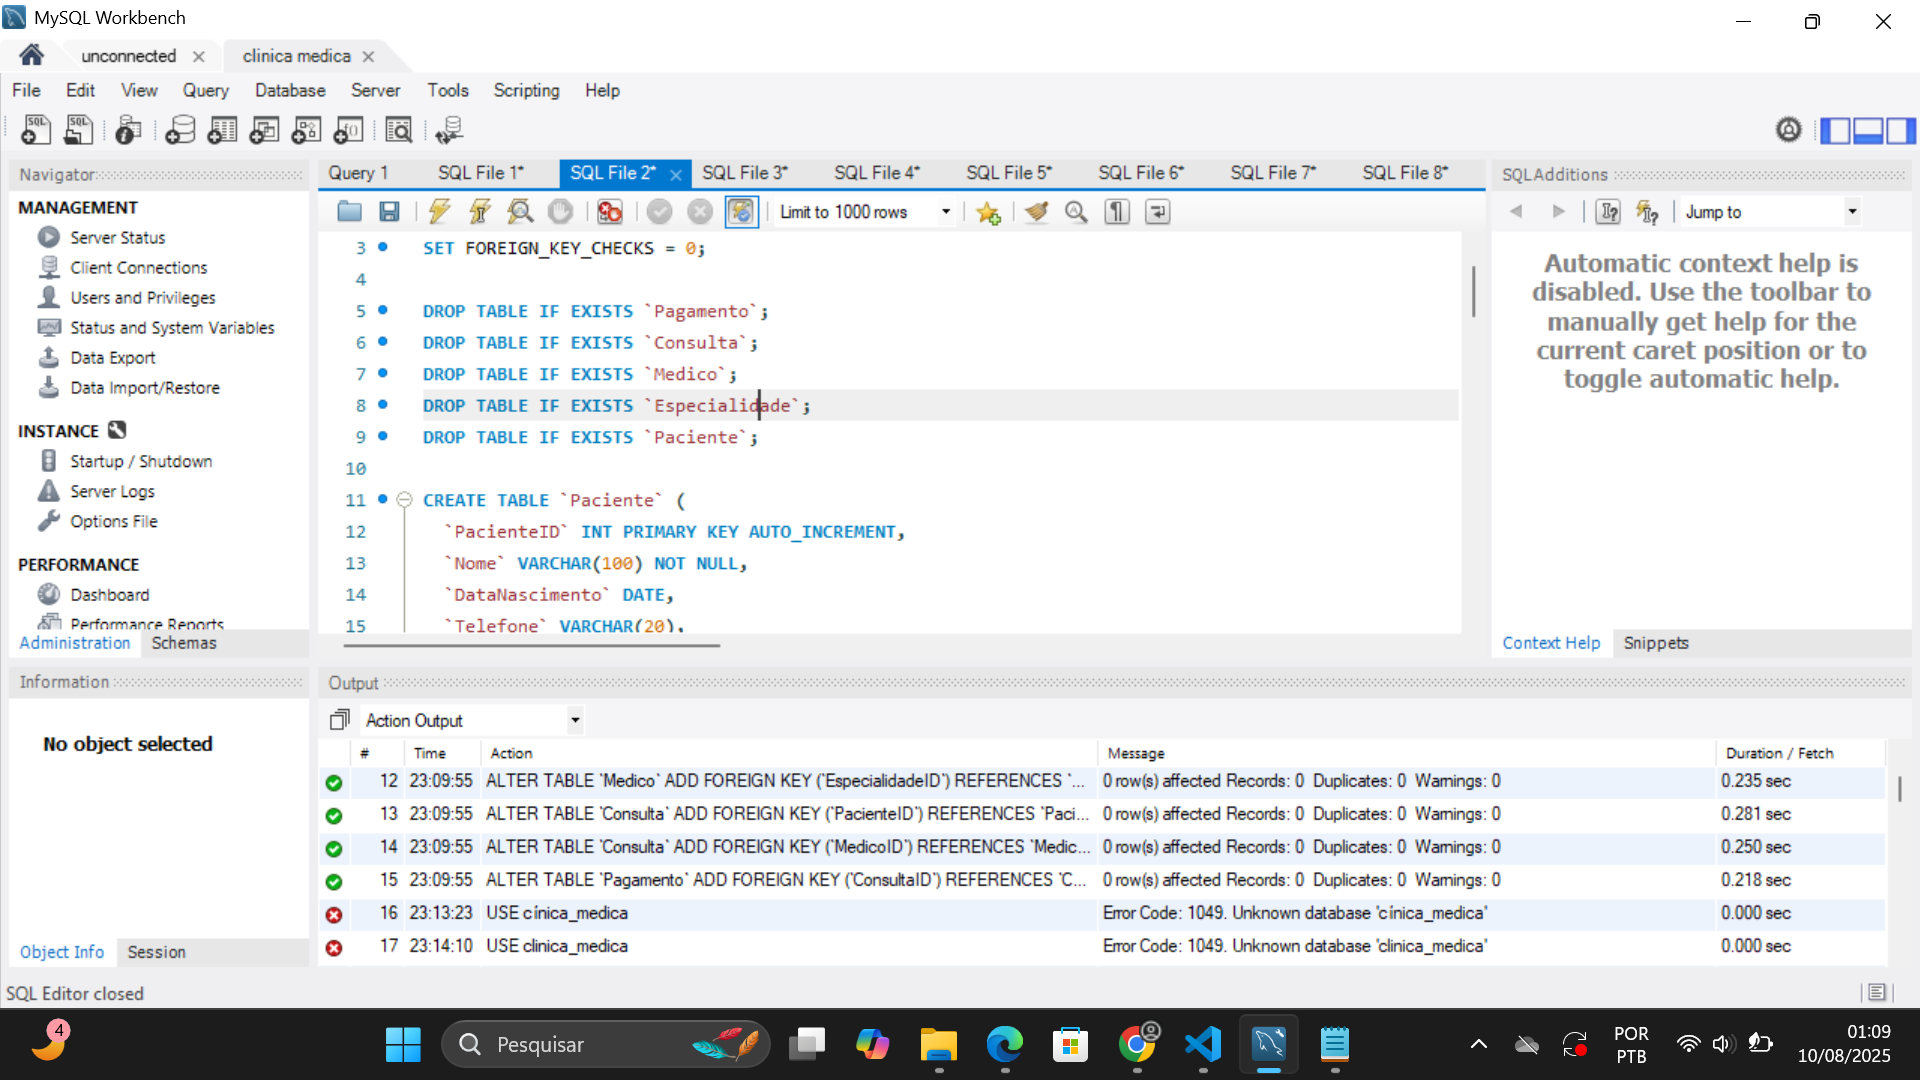 MySQL Workbench
unconnected
clinica medica
File Edit View Query Database Server Tools Scripting Help
Navigator
MANAGEMENT
Server Status
Client Connections
Users and Privileges
Status and System Variables
Data Export
Data Import/Restore
INSTANCE
Startup / Shutdown
Server Logs
Options File
PERFORMANCE
Dashboard
Performance Reports
Administration Schemas
Information
No object selected
Object Info Session
Query 1 SQL File 1* SQL File 2* SQL File 3* SQL File 4* SQL File 5* SQL File 6* SQL File 7* SQL File 8*
Limit to 1000 rows
3 SET FOREIGN_KEY_CHECKS = 0;
4
5 DROP TABLE IF EXISTS `Pagamento`;
6 DROP TABLE IF EXISTS `Consulta`;
7 DROP TABLE IF EXISTS `Medico`;
8 DROP TABLE IF EXISTS `Especialidade`;
9 DROP TABLE IF EXISTS `Paciente`;
10
11 CREATE TABLE `Paciente` (
12 `PacienteID` INT PRIMARY KEY AUTO_INCREMENT,
13 `Nome` VARCHAR(100) NOT NULL,
14 `DataNascimento` DATE,
15 `Telefone` VARCHAR(20),
SQLAdditions
Jump to
Automatic context help is
disabled. Use the toolbar to
manually get help for the
current caret position or to
toggle automatic help.
Context Help Snippets
Output
Action Output
# Time Action Message Duration / Fetch
12 23:09:55 ALTER TABLE `Medico` ADD FOREIGN KEY (`EspecialidadeID`) REFERENCES `... 0 row(s) affected Records: 0 Duplicates: 0 Warnings: 0 0.235 sec
13 23:09:55 ALTER TABLE `Consulta` ADD FOREIGN KEY (`PacienteID`) REFERENCES `Paci... 0 row(s) affected Records: 0 Duplicates: 0 Warnings: 0 0.281 sec
14 23:09:55 ALTER TABLE `Consulta` ADD FOREIGN KEY (`MedicoID`) REFERENCES `Medic... 0 row(s) affected Records: 0 Duplicates: 0 Warnings: 0 0.250 sec
15 23:09:55 ALTER TABLE `Pagamento` ADD FOREIGN KEY (`ConsultaID`) REFERENCES `C... 0 row(s) affected Records: 0 Duplicates: 0 Warnings: 0 0.218 sec
16 23:13:23 USE cínica_medica Error Code: 1049. Unknown database 'cínica_medica' 0.000 sec
17 23:14:10 USE clinica_medica Error Code: 1049. Unknown database 'clinica_medica' 0.000 sec
SQL Editor closed
4
Pesquisar
POR
PTB
01:09
10/08/2025